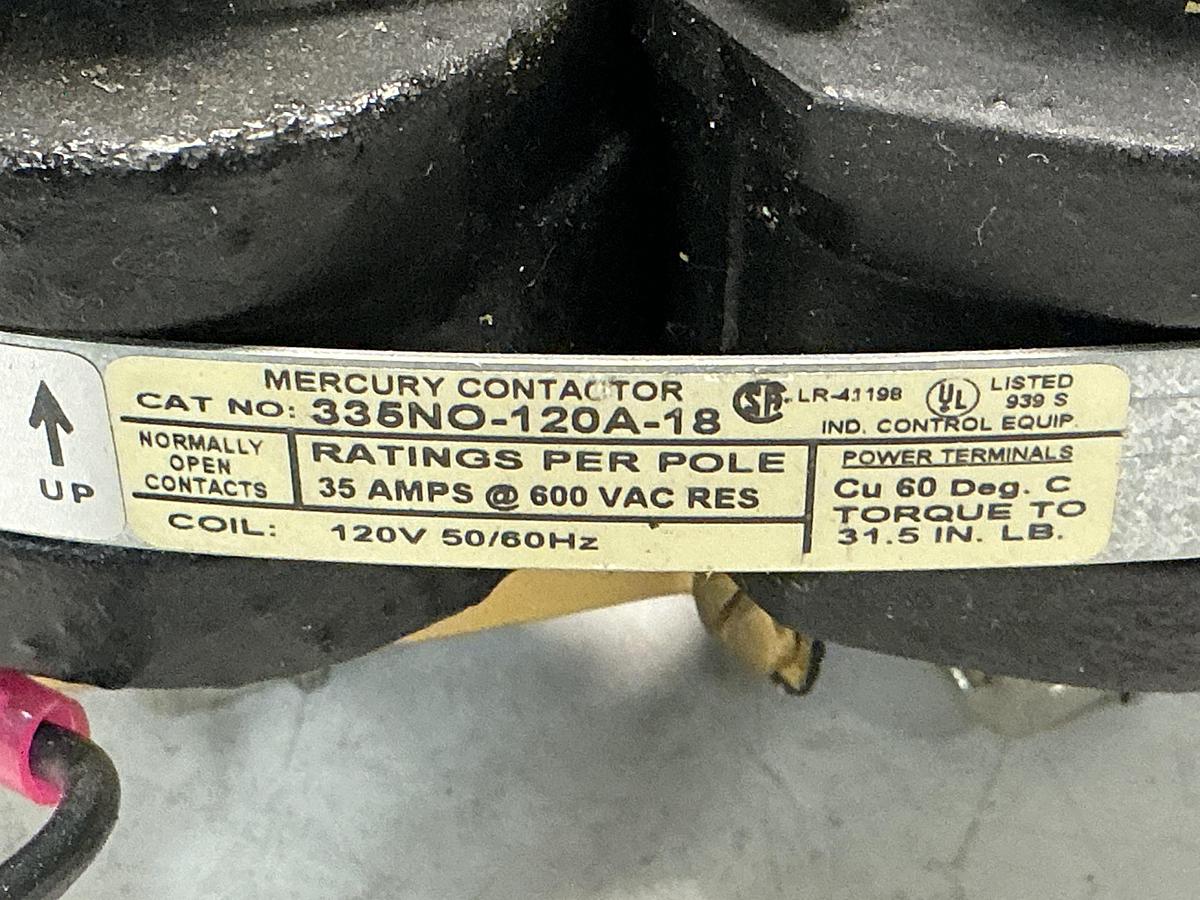 UP
MERCURY CONTACTOR
CAT NO: 335NO-120A-18
SA LR-41198
UL LISTED
939 S
IND. CONTROL EQUIP.
NORMALLY
OPEN
CONTACTS
RATINGS PER POLE
35 AMPS @ 600 VAC RES
COIL: 120V 50/60Hz
POWER TERMINALS
Cu 60 Deg. C
TORQUE TO
31.5 IN. LB.